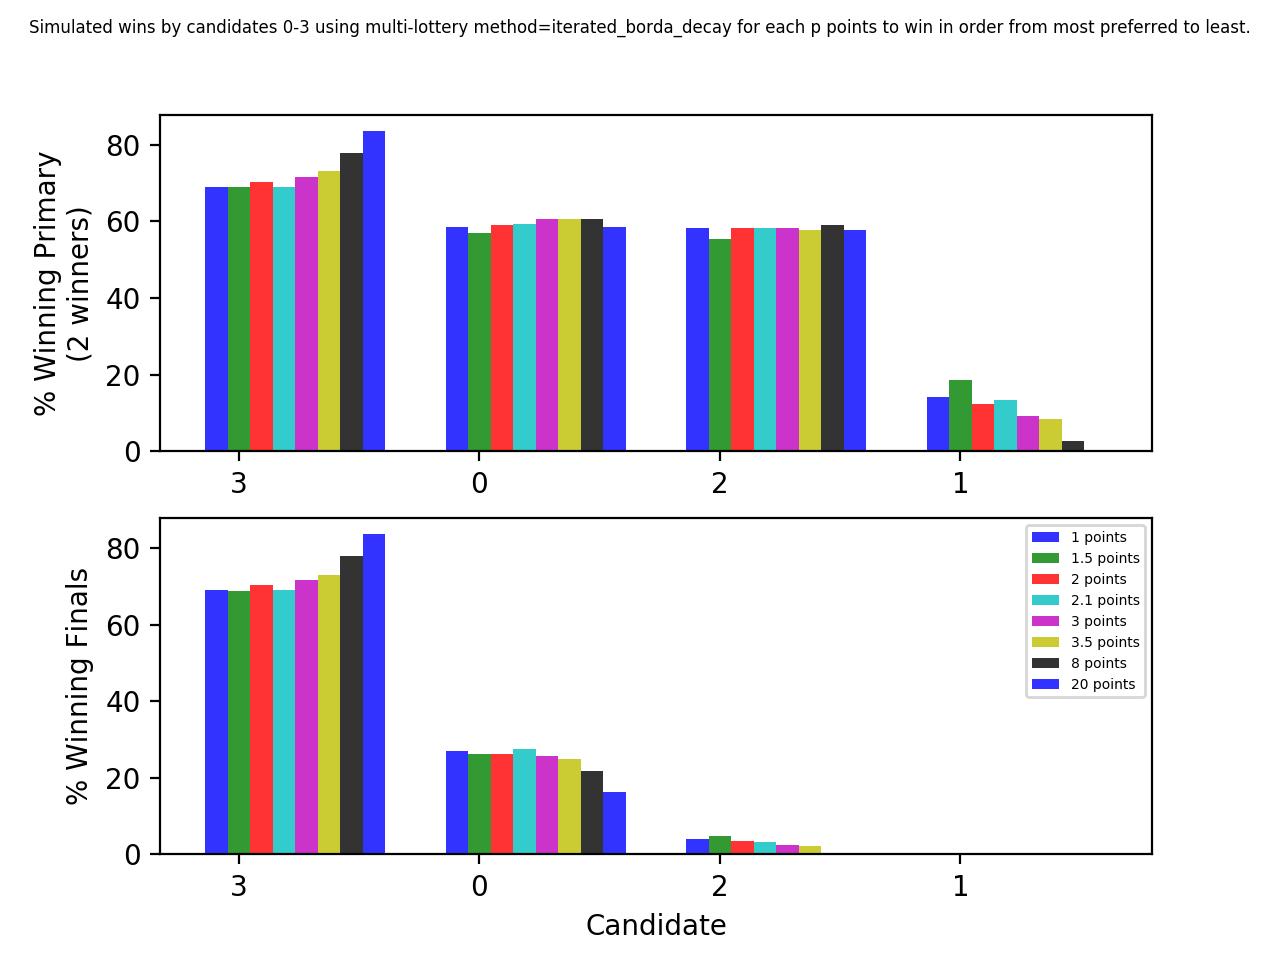 Simulated wins by candidates 0-3 using multi-lottery method=iterated_borda_decay for each p points to win in order from most preferred to least.
% Winning Primary
(2 winners)
80
60
40
20
0
3 0 2 1
% Winning Finals
80
60
40
20
0
1 points
1.5 points
2 points
2.1 points
3 points
3.5 points
8 points
20 points
3 0 2 1
Candidate